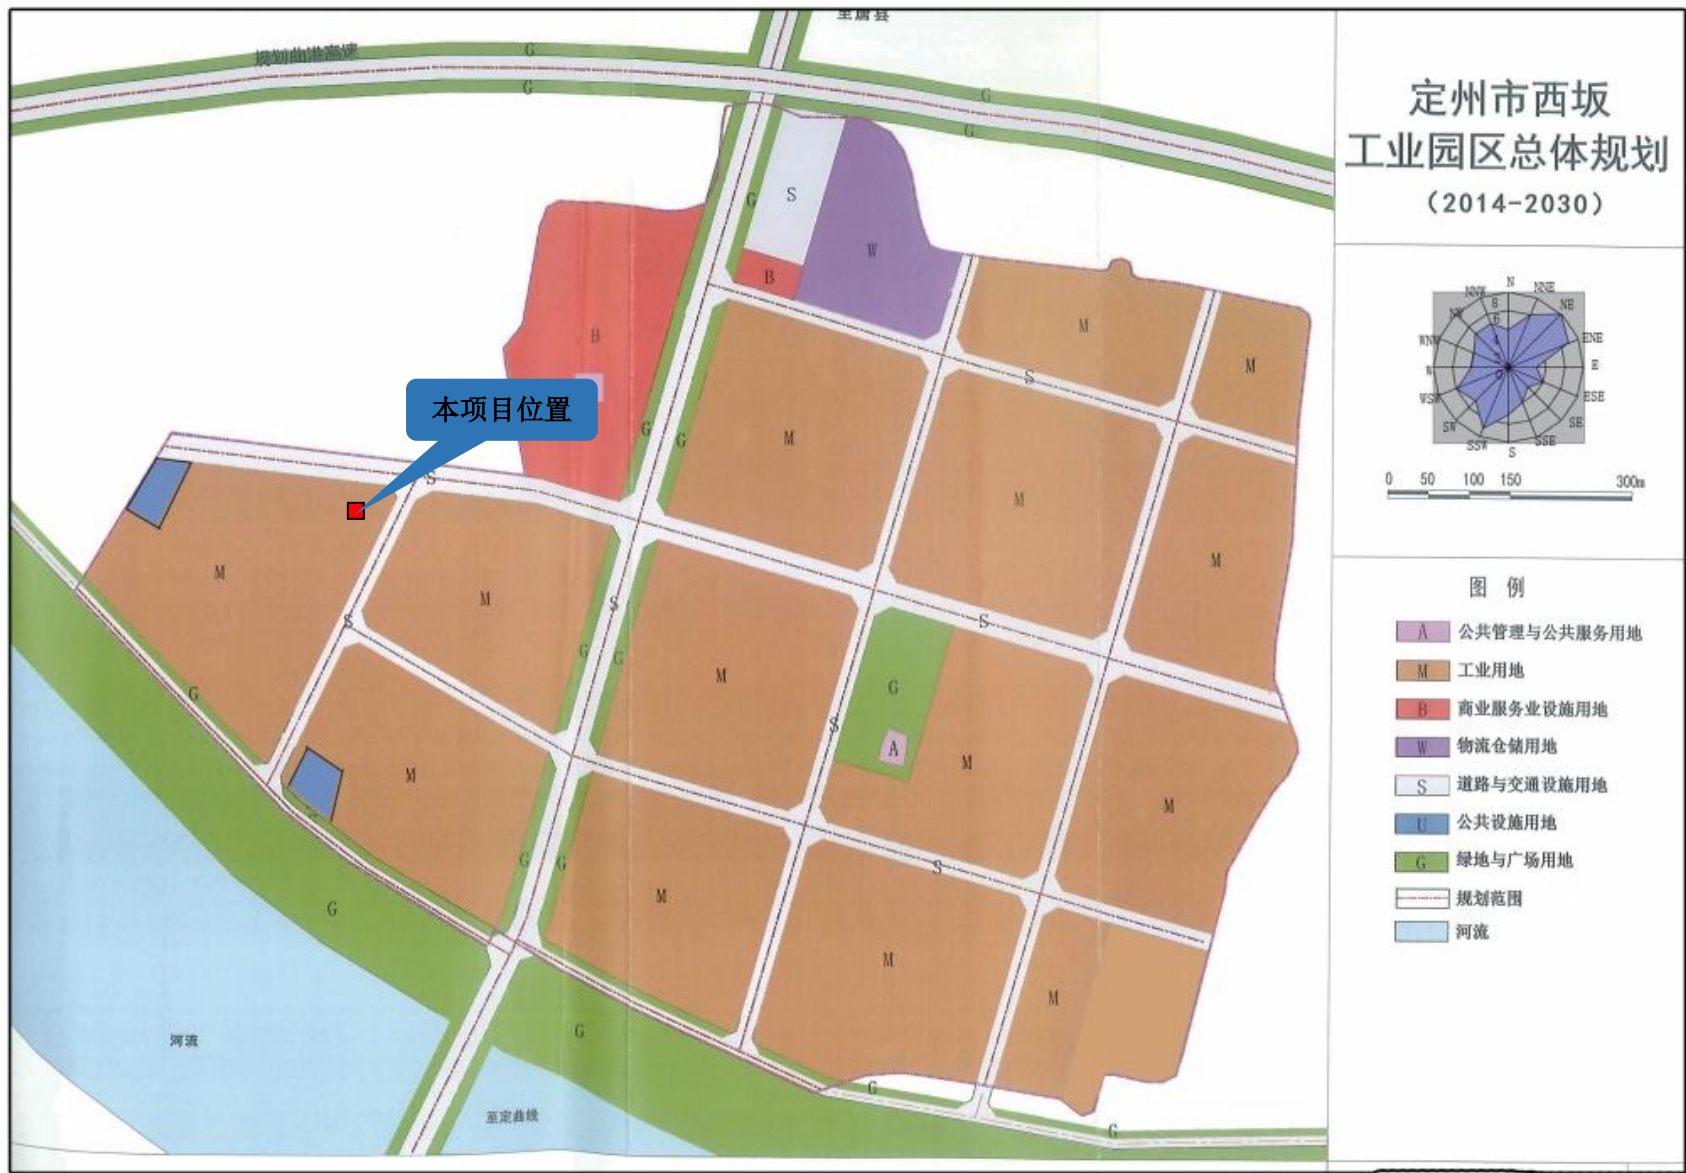 至唐县
规划曲港高速
G
G
G
G
定州市西坂
工业园区总体规划
(2014-2030)
S
G
W
B
B
M
M
S
本项目位置
G
G
M
M
S
M
M
M
S
S
S
G
G
M
G
S
A
M
M
G
M
G
G
S
M
G
M
M
河流
G
至定曲线
G
G
N
NNE
NE
ENE
E
ESE
SE
SSE
S
SSW
SW
WSW
W
WNW
NW
NNW
8
6
4
0
0 50 100 150 300m
图 例
A 公共管理与公共服务用地
M 工业用地
B 商业服务业设施用地
W 物流仓储用地
S 道路与交通设施用地
U 公共设施用地
G 绿地与广场用地
规划范围
河流